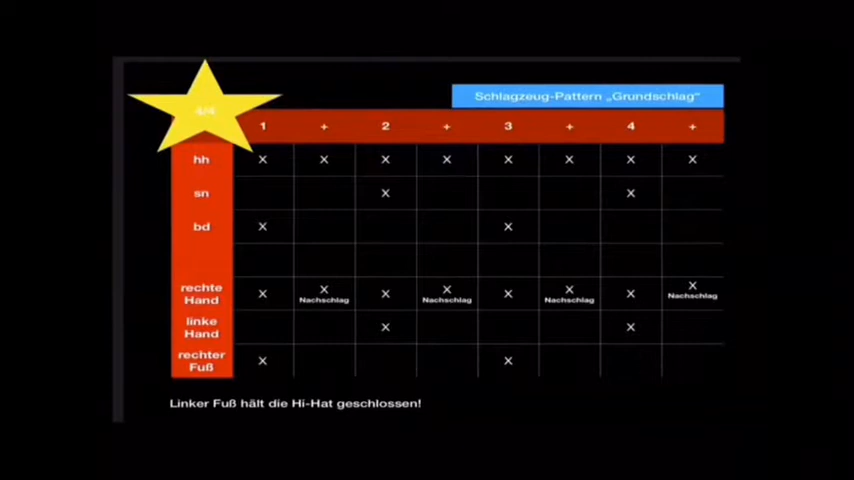 Schlagzeug-Pattern „Grundschlag"
4/4
1 + 2 + 3 + 4 +
hh X X X X X X X X
sn X X
bd X X
rechte Hand X X Nachschlag X X Nachschlag X X Nachschlag X X Nachschlag
linke Hand X X
rechter Fuß X X
Linker Fuß hält die Hi-Hat geschlossen!